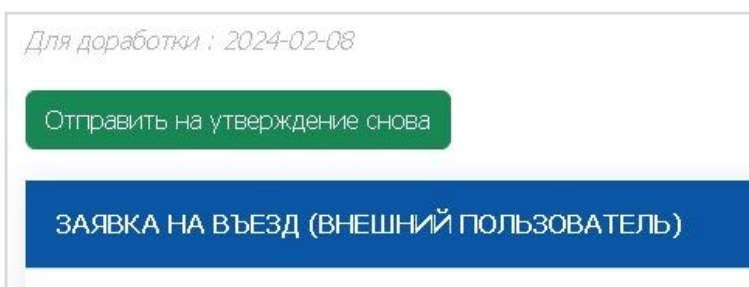 Для доработки : 2024-02-08
Отправить на утверждение снова
ЗАЯВКА НА ВЪЕЗД (ВНЕШНИЙ ПОЛЬЗОВАТЕЛЬ)